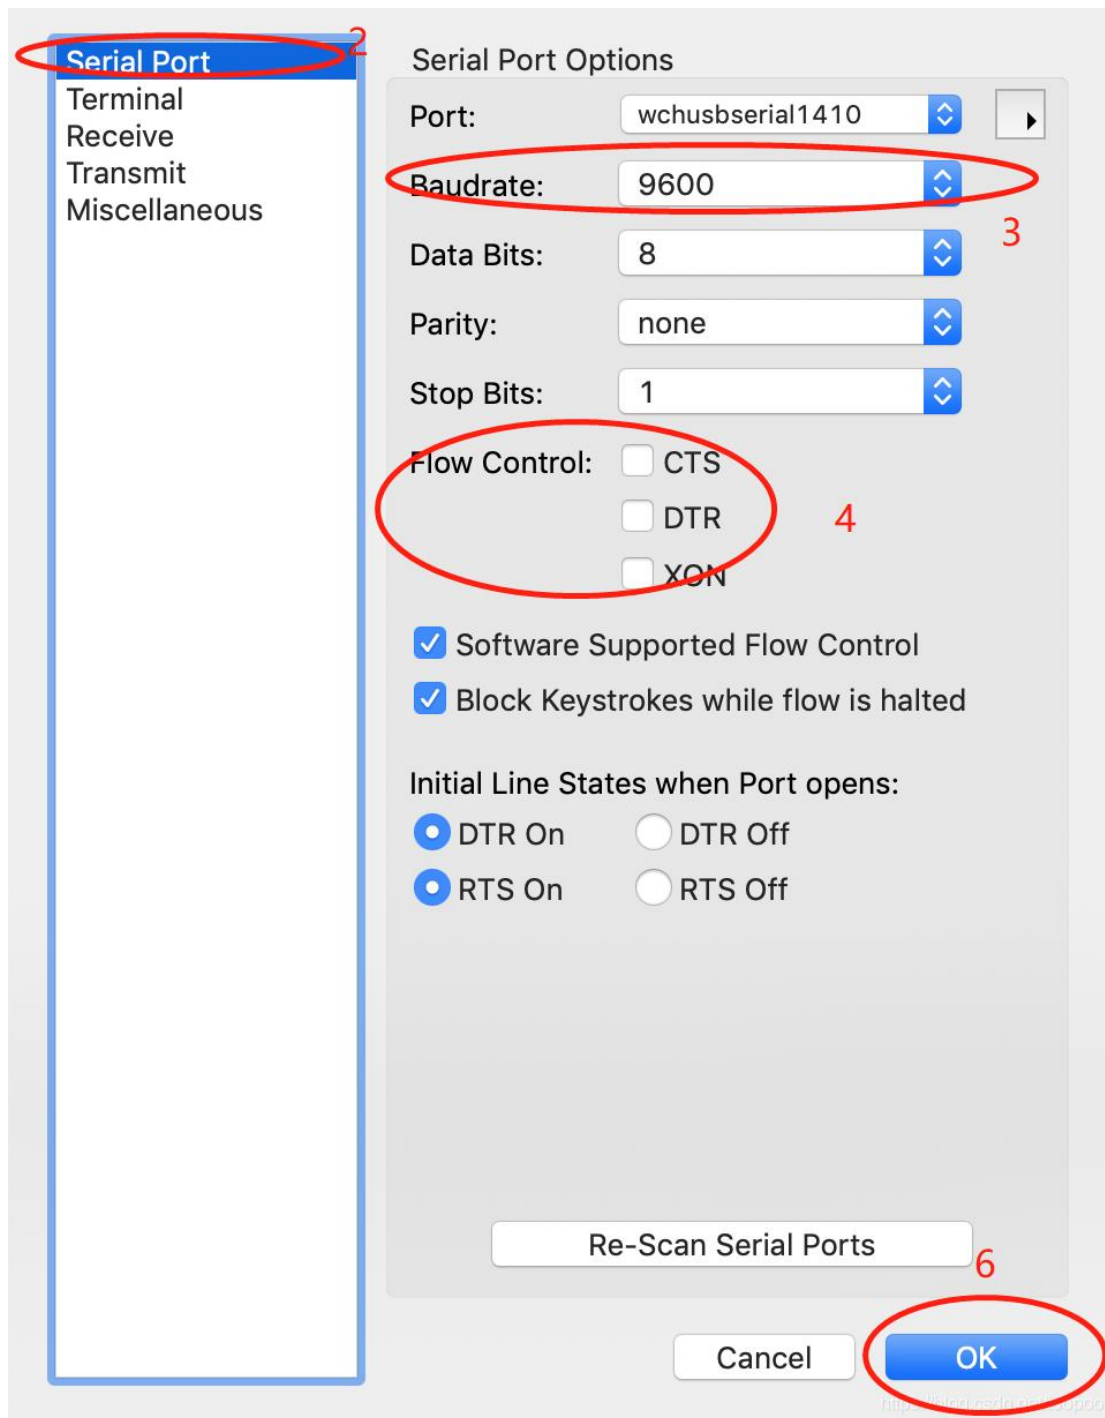 Serial Port
2
Terminal
Receive
Transmit
Miscellaneous
Serial Port Options
Port: wchusbserial1410
Baudrate: 9600
3
Data Bits: 8
Parity: none
Stop Bits: 1
Flow Control: CTS
DTR
4
XON
Software Supported Flow Control
Block Keystrokes while flow is halted
Initial Line States when Port opens:
DTR On DTR Off
RTS On RTS Off
Re-Scan Serial Ports
6
Cancel OK